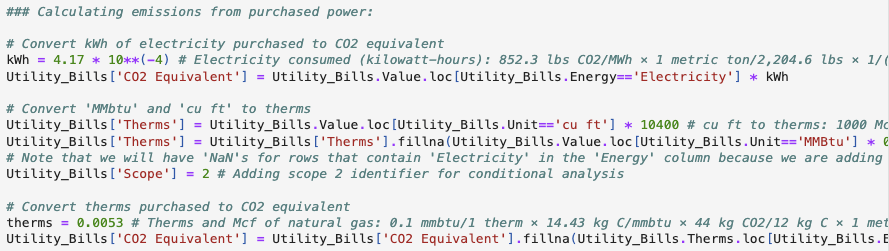 ### Calculating emissions from purchased power:
# Convert kWh of electricity purchased to CO2 equivalent
kWh = 4.17 * 10**(-4) # Electricity consumed (kilowatt-hours): 852.3 lbs CO2/MWh × 1 metric ton/2,204.6 lbs × 1/(
Utility_Bills['CO2 Equivalent'] = Utility_Bills.Value.loc[Utility_Bills.Energy=='Electricity'] * kWh
# Convert 'MMbtu' and 'cu ft' to therms
Utility_Bills['Therms'] = Utility_Bills.Value.loc[Utility_Bills.Unit=='cu ft'] * 10400 # cu ft to therms: 1000 Mc
Utility_Bills['Therms'] = Utility_Bills['Therms'].fillna(Utility_Bills.Value.loc[Utility_Bills.Unit=='MMBtu'] * 0
# Note that we will have 'NaN's for rows that contain 'Electricity' in the 'Energy' column because we are adding
Utility_Bills['Scope'] = 2 # Adding scope 2 identifier for conditional analysis
# Convert therms purchased to CO2 equivalent
therms = 0.0053 # Therms and Mcf of natural gas: 0.1 mmbtu/1 therm × 14.43 kg C/mmbtu × 44 kg CO2/12 kg C × 1 met
Utility_Bills['CO2 Equivalent'] = Utility_Bills['CO2 Equivalent'].fillna(Utility_Bills.Therms.loc[Utility_Bills.